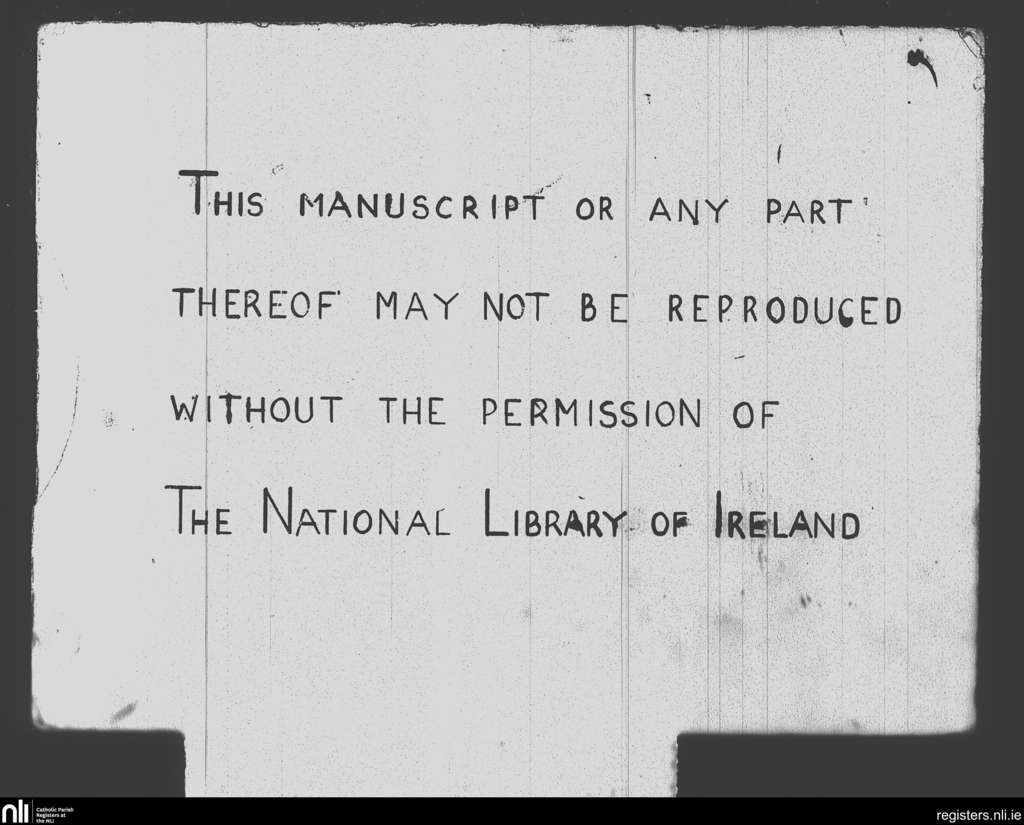 THIS MANUSCRIPT OR ANY PART
THEREOF MAY NOT BE REPRODUCED
WITHOUT THE PERMISSION OF
THE NATIONAL LIBRARY OF IRELAND
nli
Catholic Parish
Registers at
the NLI
registers.nli.ie